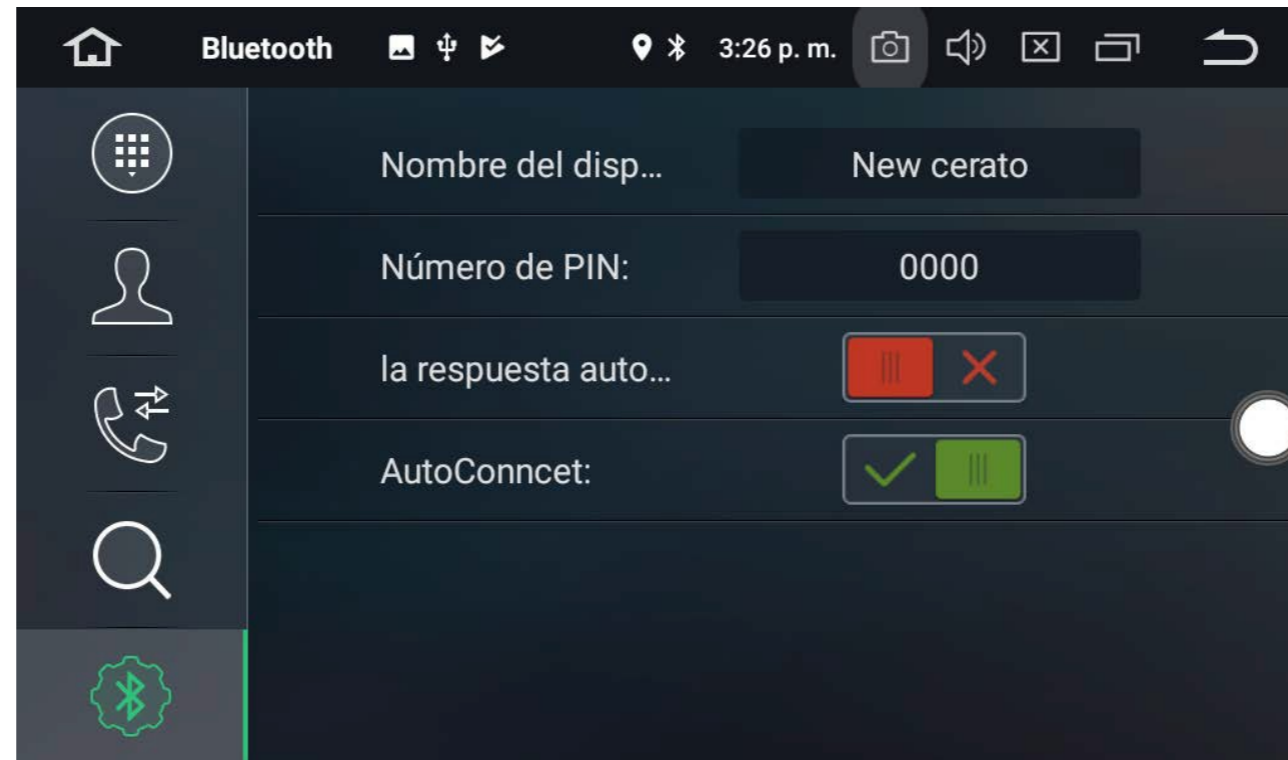 Bluetooth
3:26 p. m.
Nombre del disp...
New cerato
Número de PIN:
0000
la respuesta auto...
AutoConncet: